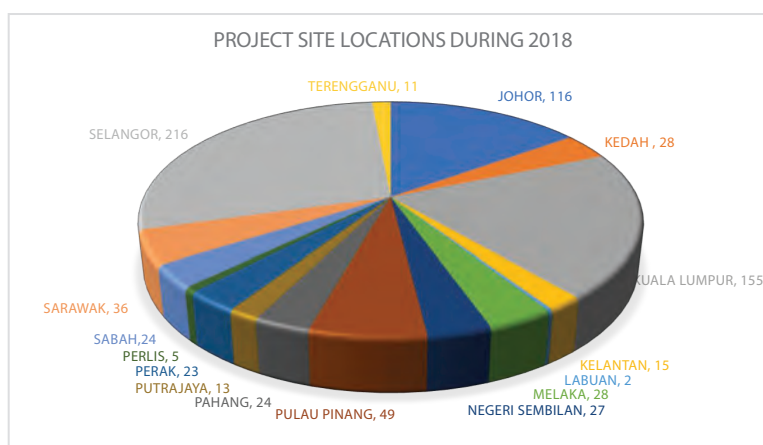 PROJECT SITE LOCATIONS DURING 2018
TERENGGANU, 11
JOHOR, 116
SELANGOR, 216
KEDAH , 28
KUALA LUMPUR, 155
SARAWAK, 36
SABAH,24
PERLIS, 5
PERAK, 23
PUTRAJAYA, 13
PAHANG, 24
PULAU PINANG, 49
KELANTAN, 15
LABUAN, 2
MELAKA, 28
NEGERI SEMBILAN, 27